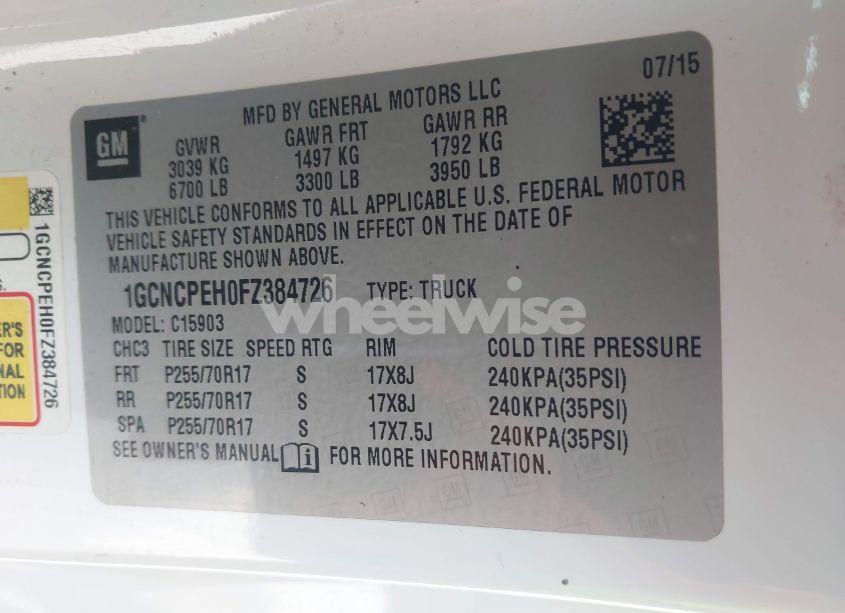 07/15
GM
MFD BY GENERAL MOTORS LLC
GVWR GAWR FRT GAWR RR
3039 KG 1497 KG 1792 KG
6700 LB 3300 LB 3950 LB
THIS VEHICLE CONFORMS TO ALL APPLICABLE U.S. FEDERAL MOTOR
VEHICLE SAFETY STANDARDS IN EFFECT ON THE DATE OF
MANUFACTURE SHOWN ABOVE.
1GCNCPEH0FZ384726 TYPE: TRUCK
wheelwise
MODEL: C15903
CHC3 TIRE SIZE SPEED RTG RIM COLD TIRE PRESSURE
FRT P255/70R17 S 17X8J 240KPA(35PSI)
RR P255/70R17 S 17X8J 240KPA(35PSI)
SPA P255/70R17 S 17X7.5J 240KPA(35PSI)
SEE OWNER'S MANUAL FOR MORE INFORMATION.
1GCNCPEH0FZ384726
S.
ER'S
FOR
NAL
TION